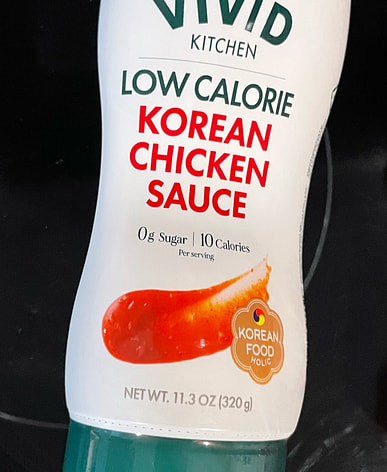 VIVID
KITCHEN
LOW CALORIE
KOREAN
CHICKEN
SAUCE
0g Sugar | 10 Calories
Per serving
KOREAN
FOOD
HOLIC
NET WT. 11.3 OZ (320g)